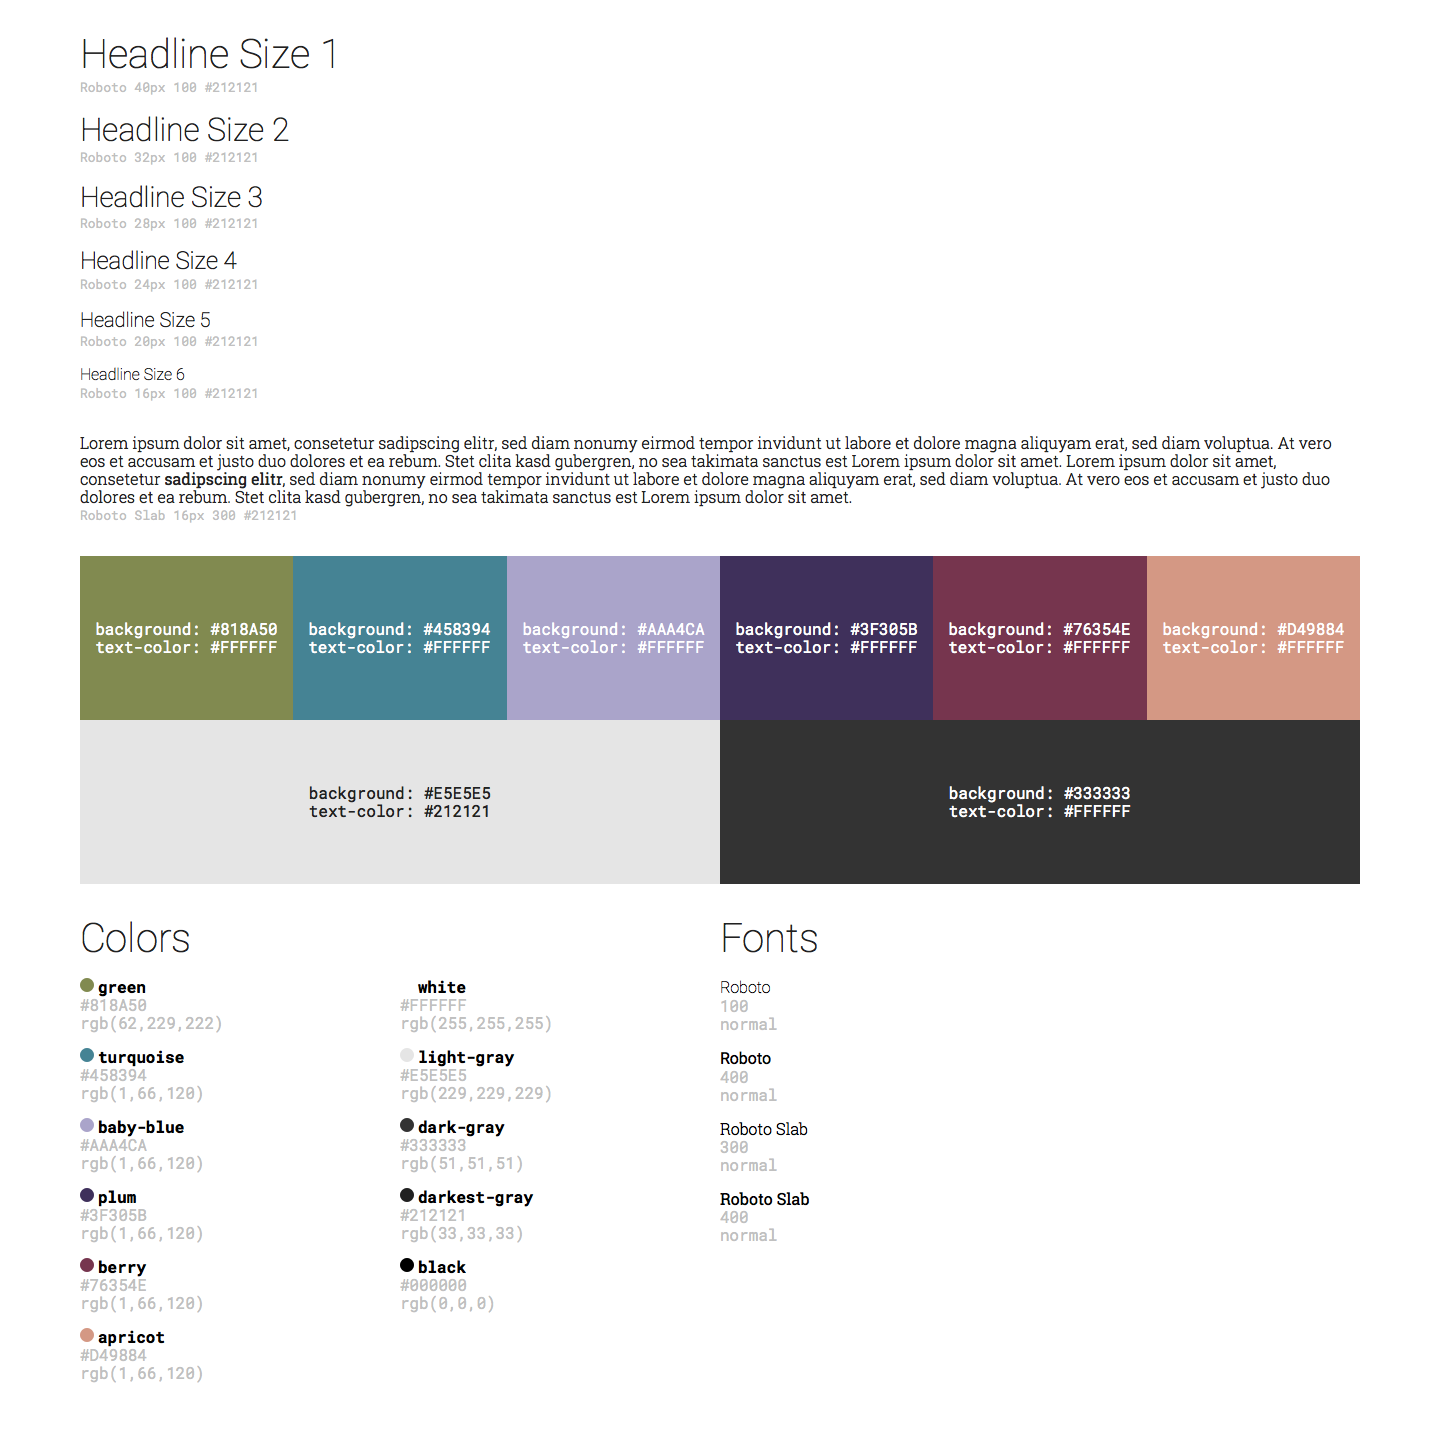 Headline Size 1
Roboto 40px 100 #212121
Headline Size 2
Roboto 32px 100 #212121
Headline Size 3
Roboto 28px 100 #212121
Headline Size 4
Roboto 24px 100 #212121
Headline Size 5
Roboto 20px 100 #212121
Headline Size 6
Roboto 16px 100 #212121
Lorem ipsum dolor sit amet, consetetur sadipscing elitr, sed diam nonumy eirmod tempor invidunt ut labore et dolore magna aliquyam erat, sed diam voluptua. At vero
eos et accusam et justo duo dolores et ea rebum. Stet clita kasd gubergren, no sea takimata sanctus est Lorem ipsum dolor sit amet. Lorem ipsum dolor sit amet,
consetetur sadipscing elitr, sed diam nonumy eirmod tempor invidunt ut labore et dolore magna aliquyam erat, sed diam voluptua. At vero eos et accusam et justo duo
dolores et ea rebum. Stet clita kasd gubergren, no sea takimata sanctus est Lorem ipsum dolor sit amet.
Roboto Slab 16px 300 #212121
background: #818A50
text-color: #FFFFFF
background: #458394
text-color: #FFFFFF
background: #AAA4CA
text-color: #FFFFFF
background: #3F305B
text-color: #FFFFFF
background: #76354E
text-color: #FFFFFF
background: #D49884
text-color: #FFFFFF
background: #E5E5E5
text-color: #212121
background: #333333
text-color: #FFFFFF
Colors
green
#818A50
rgb(62,229,222)
turquoise
#458394
rgb(1,66,120)
baby-blue
#AAA4CA
rgb(1,66,120)
plum
#3F305B
rgb(1,66,120)
berry
#76354E
rgb(1,66,120)
apricot
#D49884
rgb(1,66,120)
white
#FFFFFF
rgb(255,255,255)
light-gray
#E5E5E5
rgb(229,229,229)
dark-gray
#333333
rgb(51,51,51)
darkest-gray
#212121
rgb(33,33,33)
black
#000000
rgb(0,0,0)
Fonts
Roboto
100
normal
Roboto
400
normal
Roboto Slab
300
normal
Roboto Slab
400
normal